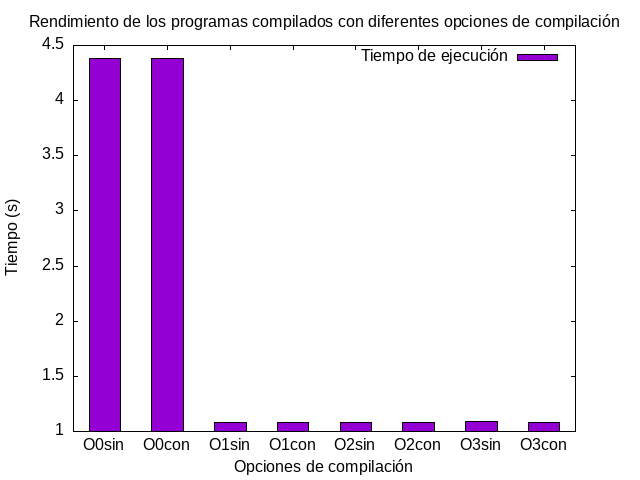 Rendimiento de los programas compilados con diferentes opciones de compilación
4.5
Tiempo de ejecución
4
3.5
3
Tiempo (s)
2.5
2
1.5
1
O0sin O0con O1sin O1con O2sin O2con O3sin O3con
Opciones de compilación